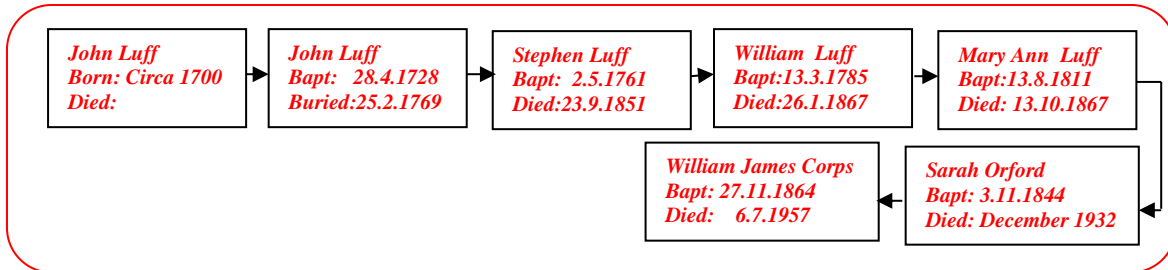 John Luff
Born: Circa 1700
Died:
John Luff
Bapt: 28.4.1728
Buried:25.2.1769
Stephen Luff
Bapt: 2.5.1761
Died:23.9.1851
William Luff
Bapt:13.3.1785
Died:26.1.1867
Mary Ann Luff
Bapt:13.8.1811
Died: 13.10.1867
Sarah Orford
Bapt: 3.11.1844
Died: December 1932
William James Corps
Bapt: 27.11.1864
Died: 6.7.1957